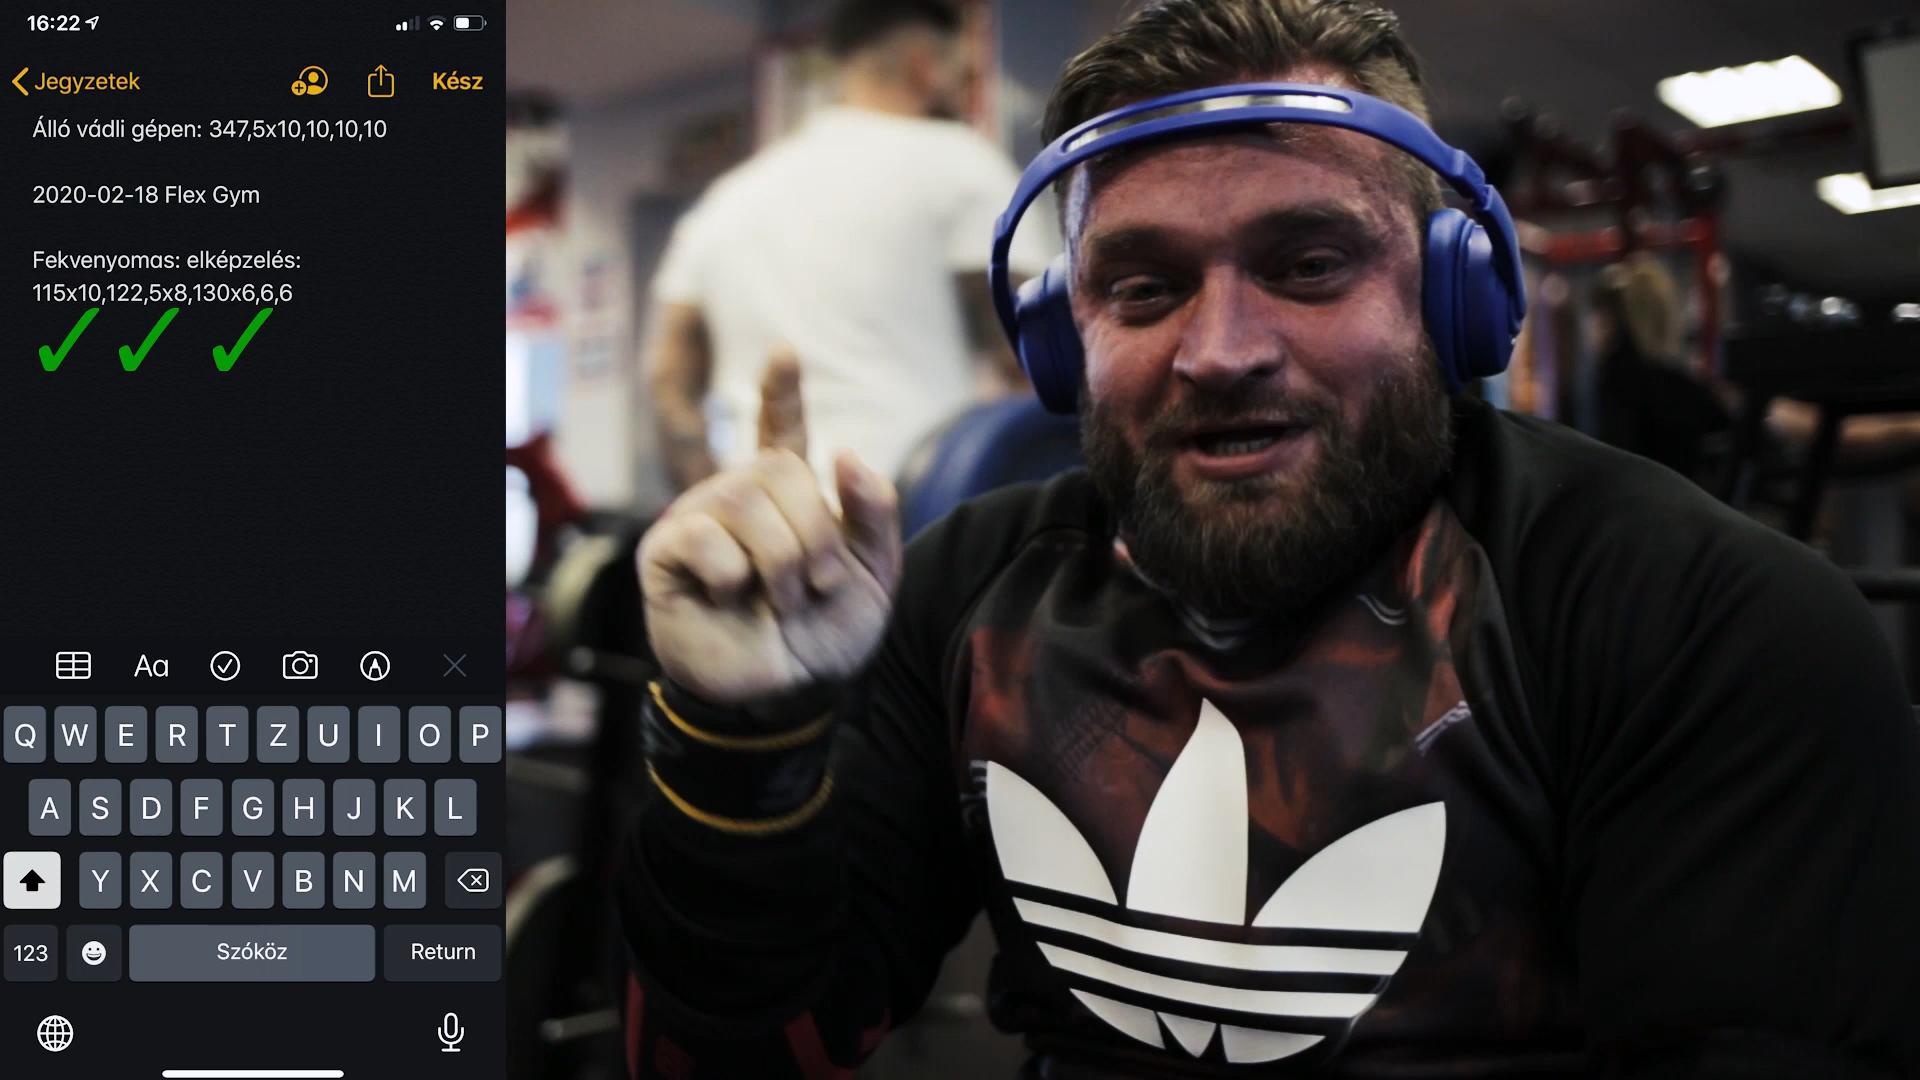 16:22
Jegyzetek
Kész
Álló vádli gépen: 347,5x10,10,10,10
2020-02-18 Flex Gym
Fekvenyomas: elképzelés:
115x10,122,5x8,130x6,6,6
Aa
Q W E R T Z U I O P
A S D F G H J K L
Y X C V B N M
123 Szóköz Return